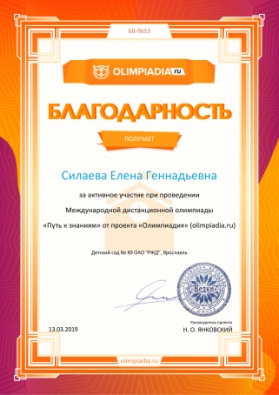 ББ-9653
OLIMPIADIA.ru
БЛАГОДАРНОСТЬ
ПОЛУЧАЕТ
Силаева Елена Геннадьевна
за активное участие при проведении
Международной дистанционной олимпиады
«Путь к знаниям» от проекта «Олимпиадия» (olimpiadia.ru)
Детский сад № 89 ОАО "РЖД", Ярославль
Ведки
Руководитель проекта
13.03.2019
Н. О. ЯНКОВСКИЙ
olimpiadia.ru